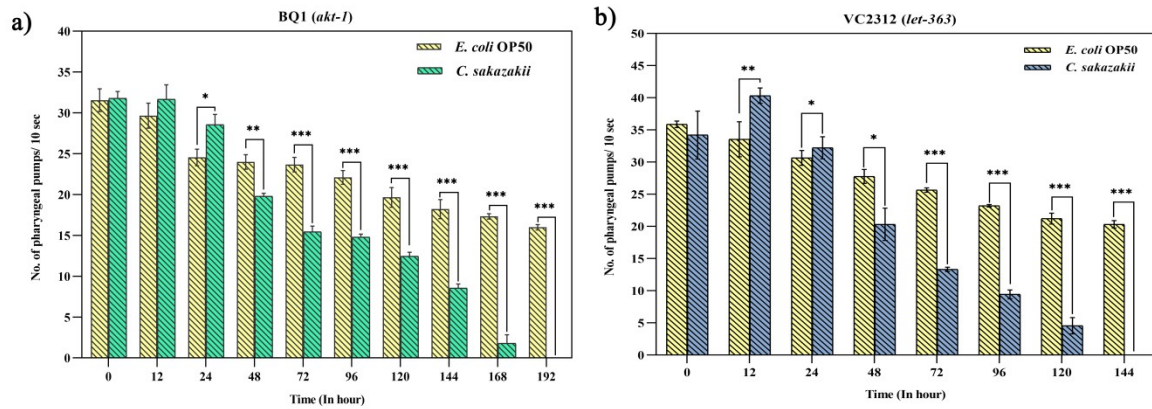 a)
BQ1 (akt-1)
E. coli OP50
C. sakazakii
No. of pharyngeal pumps/ 10 sec
40
35
30
25
20
15
10
5
0
* ** *** *** *** *** *** ***
0 12 24 48 72 96 120 144 168 192
Time (In hour)
b)
VC2312 (let-363)
E. coli OP50
C. sakazakii
No. of pharyngeal pumps/ 10 sec
50
45
40
35
30
25
20
15
10
5
0
** * * *** *** *** ***
0 12 24 48 72 96 120 144
Time (In hour)